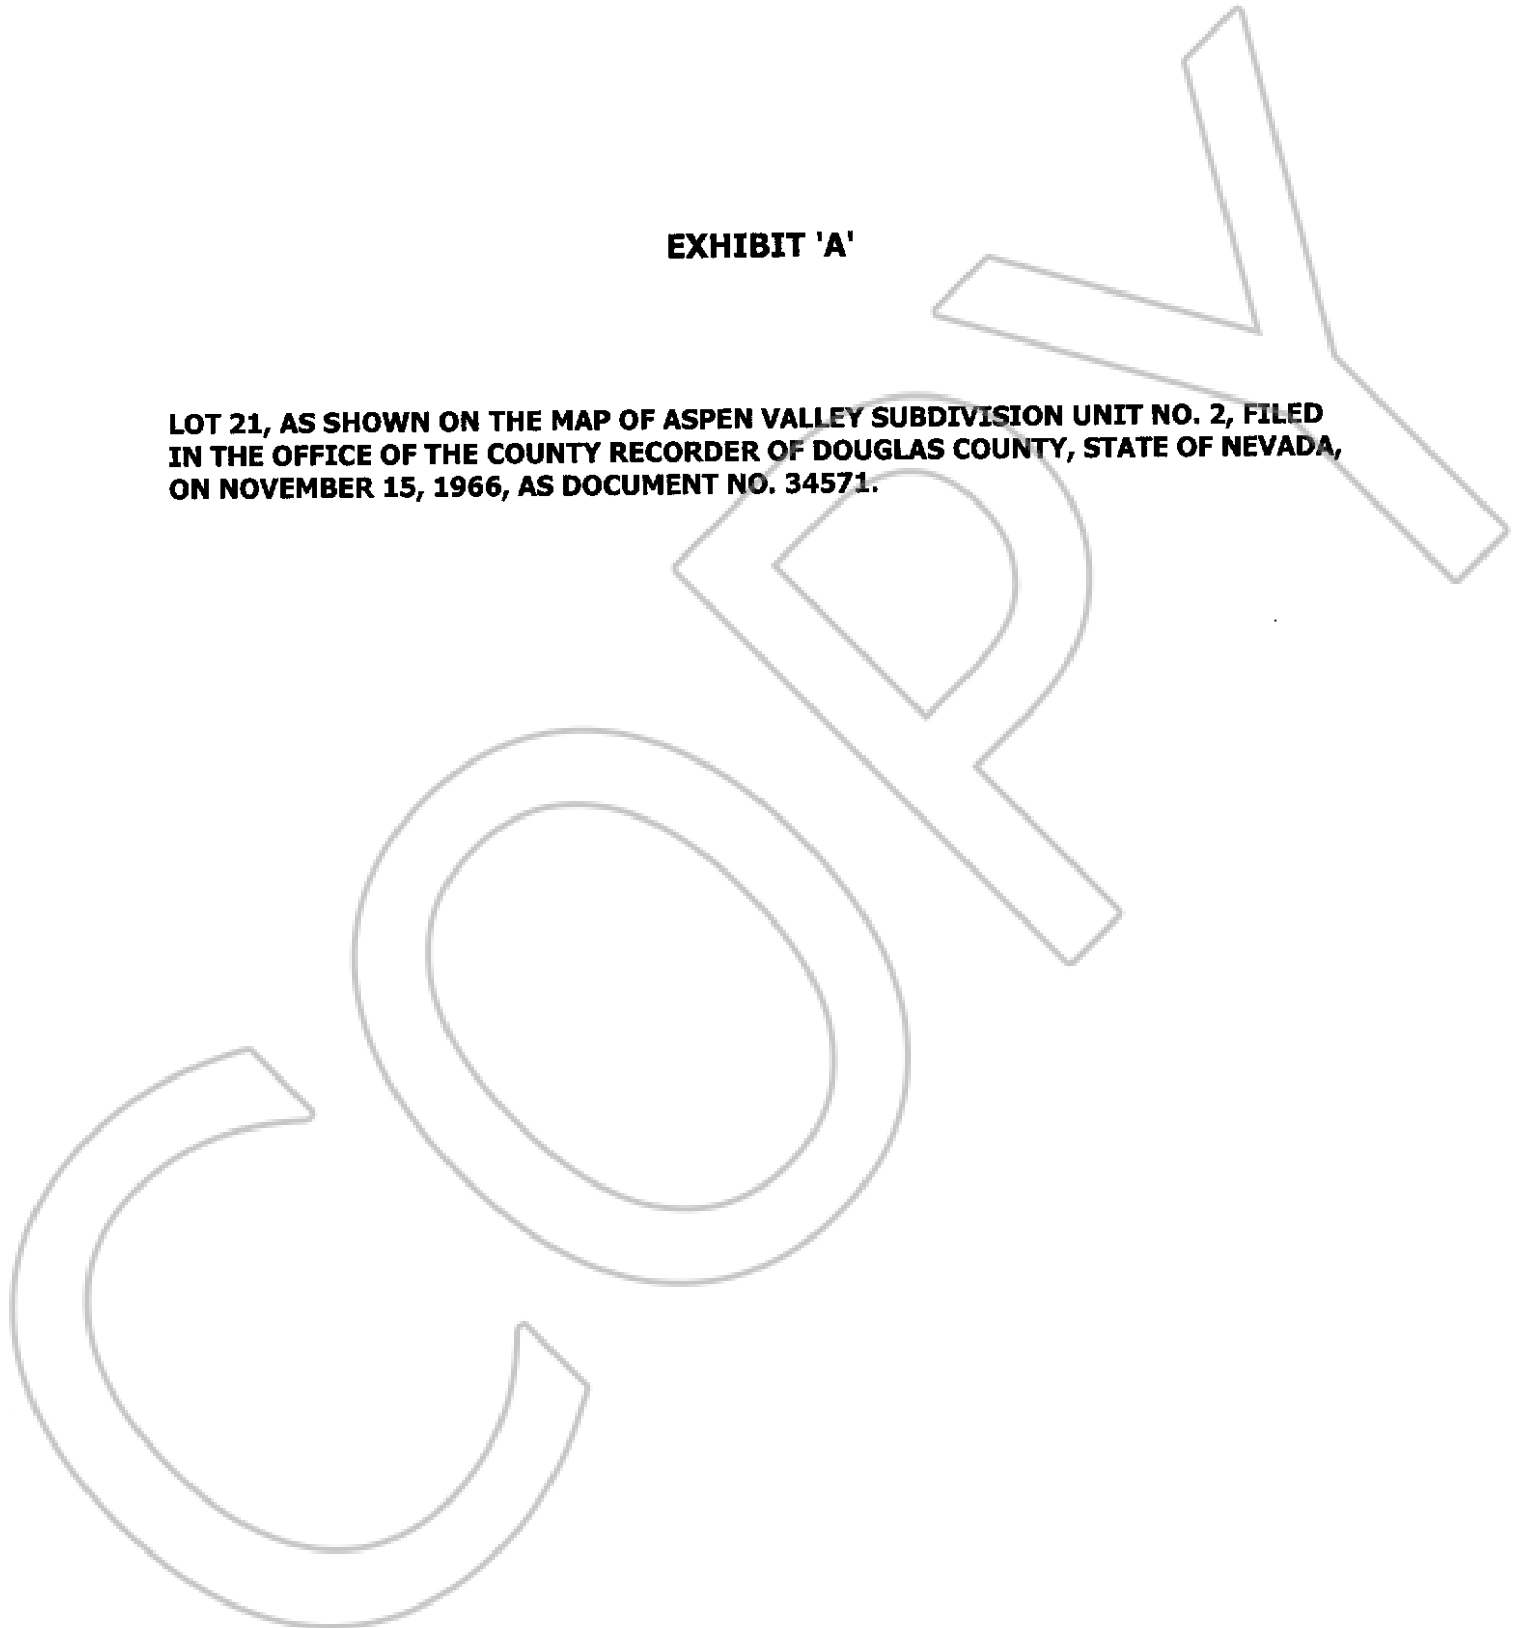 EXHIBIT 'A'
LOT 21, AS SHOWN ON THE MAP OF ASPEN VALLEY SUBDIVISION UNIT NO. 2, FILED
IN THE OFFICE OF THE COUNTY RECORDER OF DOUGLAS COUNTY, STATE OF NEVADA,
ON NOVEMBER 15, 1966, AS DOCUMENT NO. 34571.
COPY